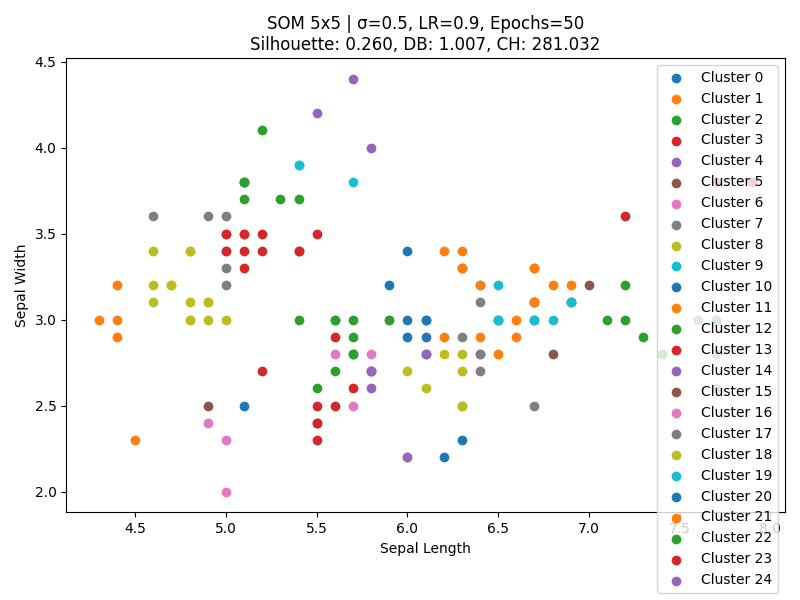 SOM 5x5 | σ=0.5, LR=0.9, Epochs=50
Silhouette: 0.260, DB: 1.007, CH: 281.032
4.5
4.0
3.5
3.0
2.5
2.0
Sepal Width
4.5 5.0 5.5 6.0 6.5 7.0 7.5 8.0
Sepal Length
Cluster 0
Cluster 1
Cluster 2
Cluster 3
Cluster 4
Cluster 5
Cluster 6
Cluster 7
Cluster 8
Cluster 9
Cluster 10
Cluster 11
Cluster 12
Cluster 13
Cluster 14
Cluster 15
Cluster 16
Cluster 17
Cluster 18
Cluster 19
Cluster 20
Cluster 21
Cluster 22
Cluster 23
Cluster 24